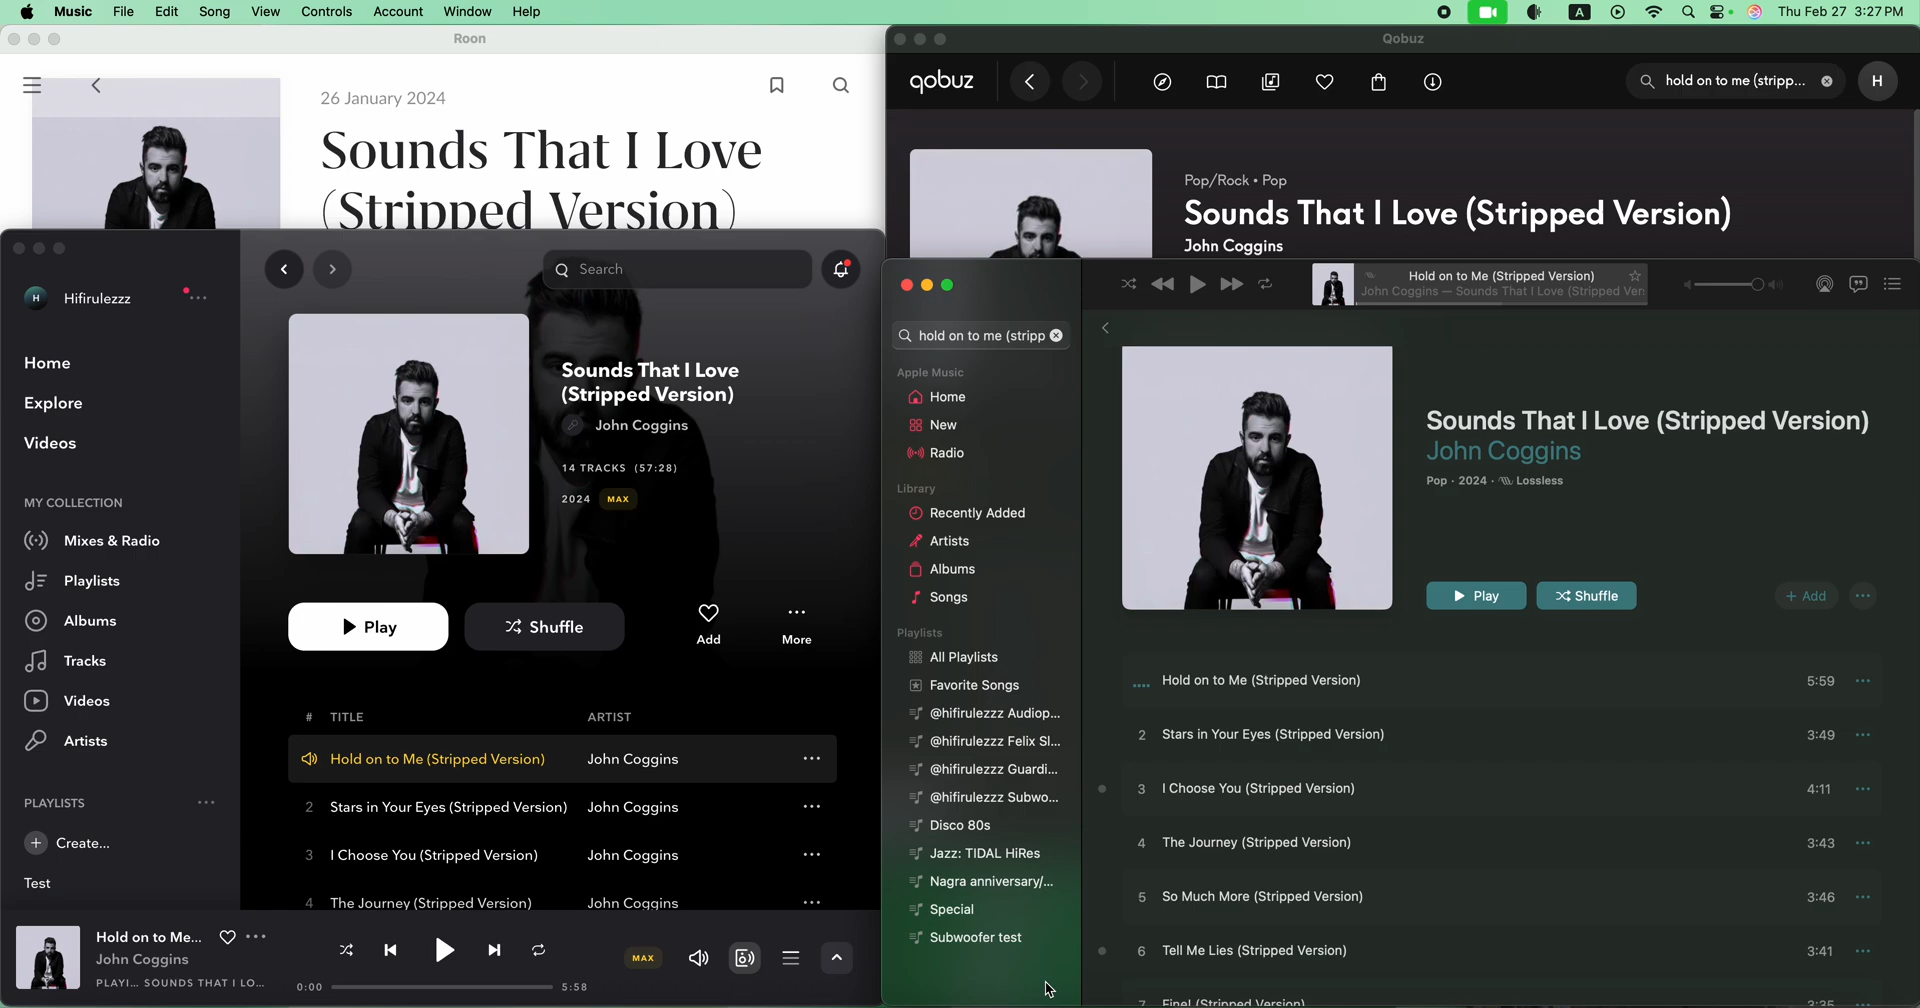 Music File Edit Song View Controls Account Window Help
A
Thu Feb 27 3:27 PM
Roon
26 January 2024
Sounds That I Love
(Stripped Version)
Qobuz
qobuz
hold on to me (stripp...
H
Pop/Rock • Pop
Sounds That I Love (Stripped Version)
John Coggins
H
Hifirulezzz
Home
Explore
Videos
MY COLLECTION
Mixes & Radio
Playlists
Albums
Tracks
Videos
Artists
PLAYLISTS
Create...
Test
Search
Sounds That I Love
(Stripped Version)
John Coggins
14 TRACKS (57:28)
2024 MAX
Play
Shuffle
Add
More
# TITLE ARTIST
Hold on to Me (Stripped Version) John Coggins
2 Stars in Your Eyes (Stripped Version) John Coggins
3 I Choose You (Stripped Version) John Coggins
4 The Journey (Stripped Version) John Coggins
Hold on to Me...
John Coggins
PLAYI... SOUNDS THAT I LO...
0:00
5:58
MAX
hold on to me (stripp
Apple Music
Home
New
Radio
Library
Recently Added
Artists
Albums
Songs
Playlists
All Playlists
Favorite Songs
@hifirulezzz Audiop...
@hifirulezzz Felix Sl...
@hifirulezzz Guardi...
@hifirulezzz Subwo...
Disco 80s
Jazz: TIDAL HiRes
Nagra anniversary/...
Special
Subwoofer test
Hold on to Me (Stripped Version)
John Coggins — Sounds That I Love (Stripped Ver
Sounds That I Love (Stripped Version)
John Coggins
Pop · 2024 · Lossless
Play
Shuffle
+ Add
Hold on to Me (Stripped Version) 5:59
2 Stars in Your Eyes (Stripped Version) 3:49
3 I Choose You (Stripped Version) 4:11
4 The Journey (Stripped Version) 3:43
5 So Much More (Stripped Version) 3:46
6 Tell Me Lies (Stripped Version) 3:41
7 Fine! (Stripped Version) 3:35